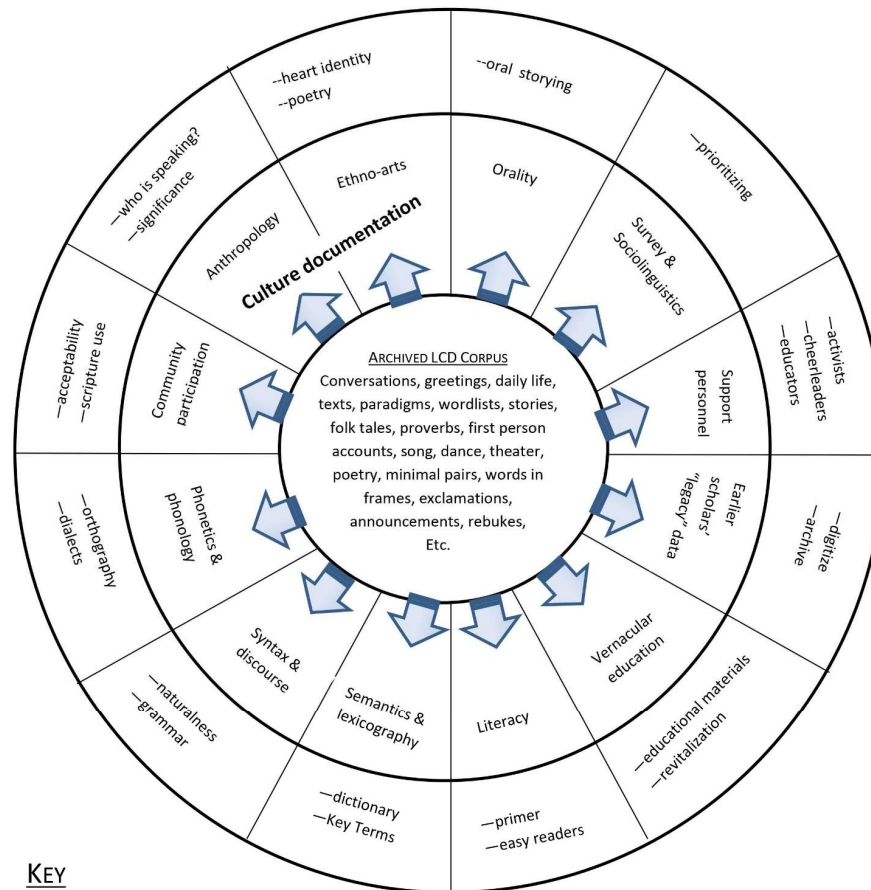 --heart identity
--poetry
--oral  storying
—prioritizing
—activists
—cheerleaders
—educators
—digitize
—archive
—educational materials
—revitalization
—primer
—easy readers
—dictionary
—Key Terms
—naturalness
—grammar
—orthography
—dialects
—acceptability
—scripture use
—who is speaking?
—significance
Ethno-arts
Orality
Survey &
Sociolinguistics
Support
personnel
Earlier
scholars'
"legacy" data
Vernacular
education
Literacy
Semantics &
lexicography
Syntax &
discourse
Phonetics &
phonology
Community
participation
Anthropology
Culture documentation
ARCHIVED LCD CORPUS
Conversations, greetings, daily life,
texts, paradigms, wordlists, stories,
folk tales, proverbs, first person
accounts, song, dance, theater,
poetry, minimal pairs, words in
frames, exclamations,
announcements, rebukes,
Etc.
KEY